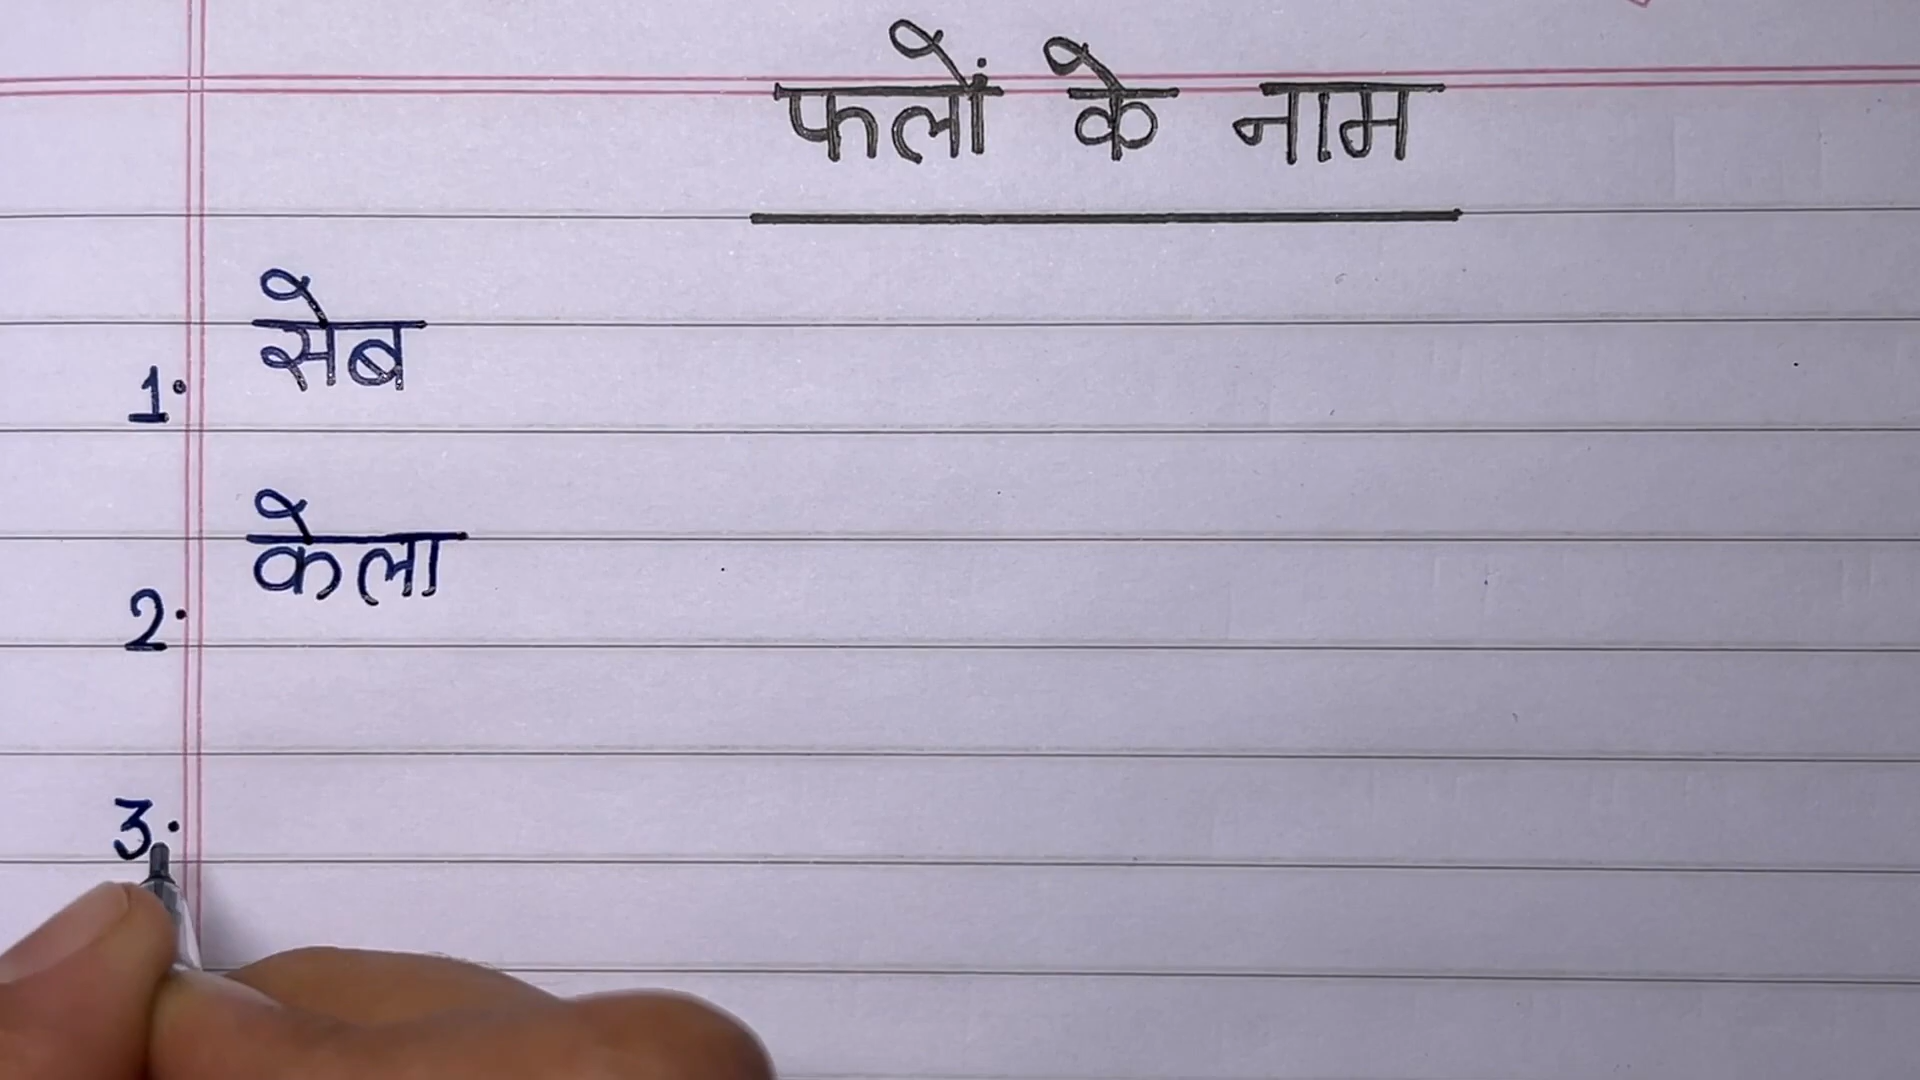 फलों के नाम
1. सेब
2. केला
3.